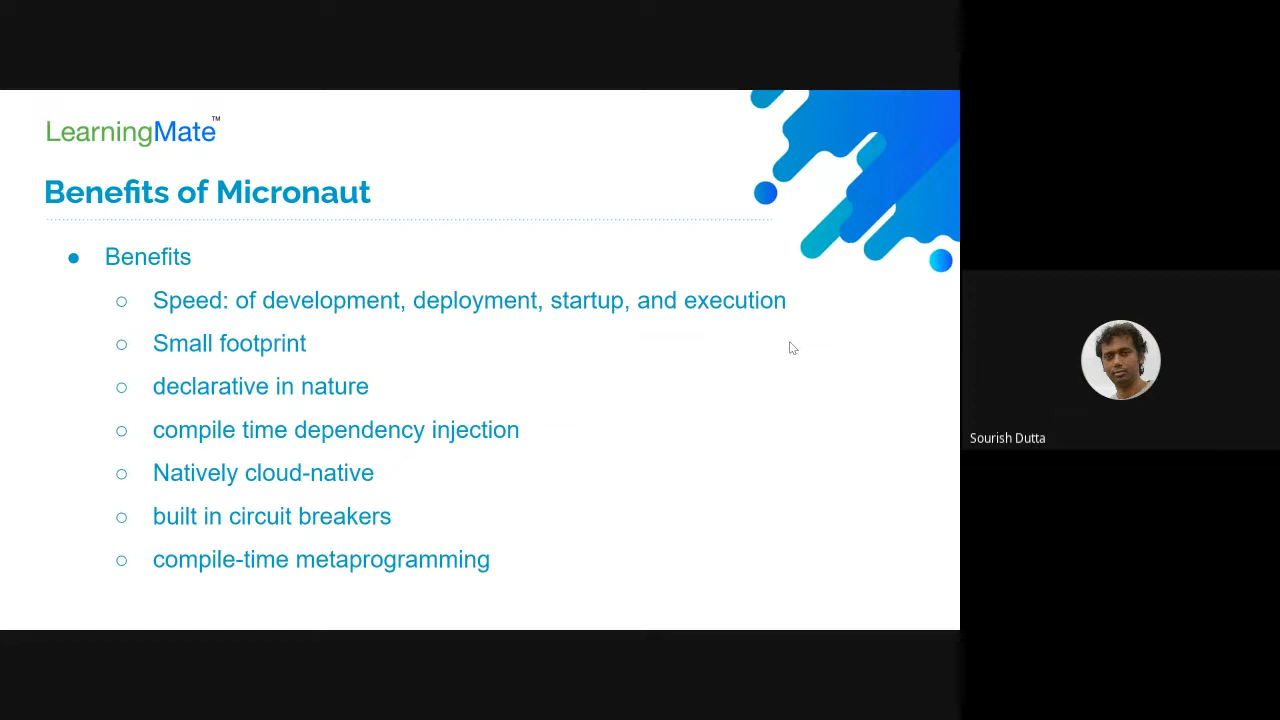 LearningMate™
Benefits of Micronaut
● Benefits
○ Speed: of development, deployment, startup, and execution
○ Small footprint
○ declarative in nature
○ compile time dependency injection
○ Natively cloud-native
○ built in circuit breakers
○ compile-time metaprogramming
Sourish Dutta